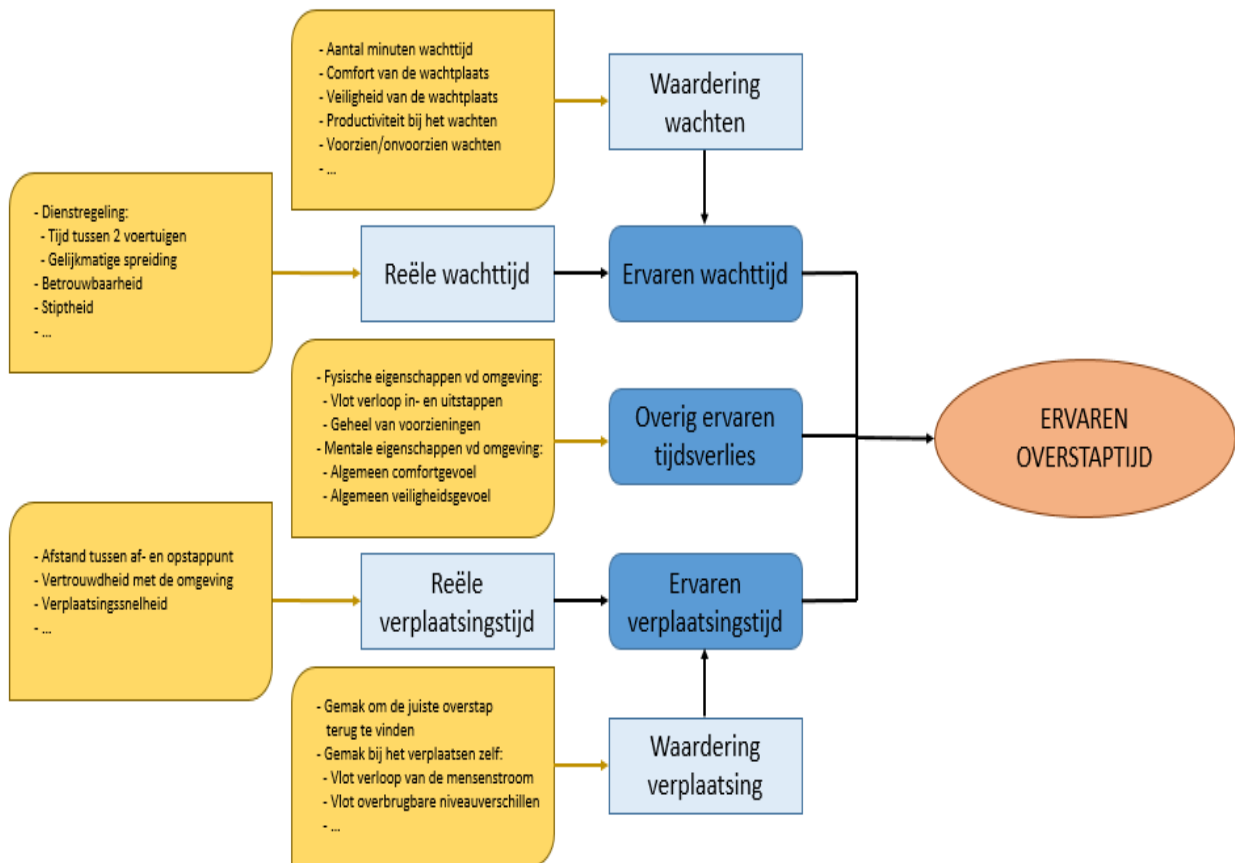 - Aantal minuten wachttijd
- Comfort van de wachtplaats
- Veiligheid van de wachtplaats
- Productiviteit bij het wachten
- Voorzien/onvoorzien wachten
- ...
Waardering
wachten
- Dienstregeling:
- Tijd tussen 2 voertuigen
- Gelijkmatige spreiding
- Betrouwbaarheid
- Stiptheid
- ...
Reële wachttijd
Ervaren wachttijd
- Fysische eigenschappen vd omgeving:
- Vlot verloop in- en uitstappen
- Geheel van voorzieningen
- Mentale eigenschappen vd omgeving:
- Algemeen comfortgevoel
- Algemeen veiligheidsgevoel
Overig ervaren
tijdsverlies
ERVAREN
OVERSTAPTIJD
- Afstand tussen af- en opstappunt
- Vertrouwdheid met de omgeving
- Verplaatsingssnelheid
- ...
Reële
verplaatsingstijd
Ervaren
verplaatsingstijd
- Gemak om de juiste overstap
terug te vinden
- Gemak bij het verplaatsen zelf:
- Vlot verloop van de mensenstroom
- Vlot overbrugbare niveauverschillen
- ...
Waardering
verplaatsing